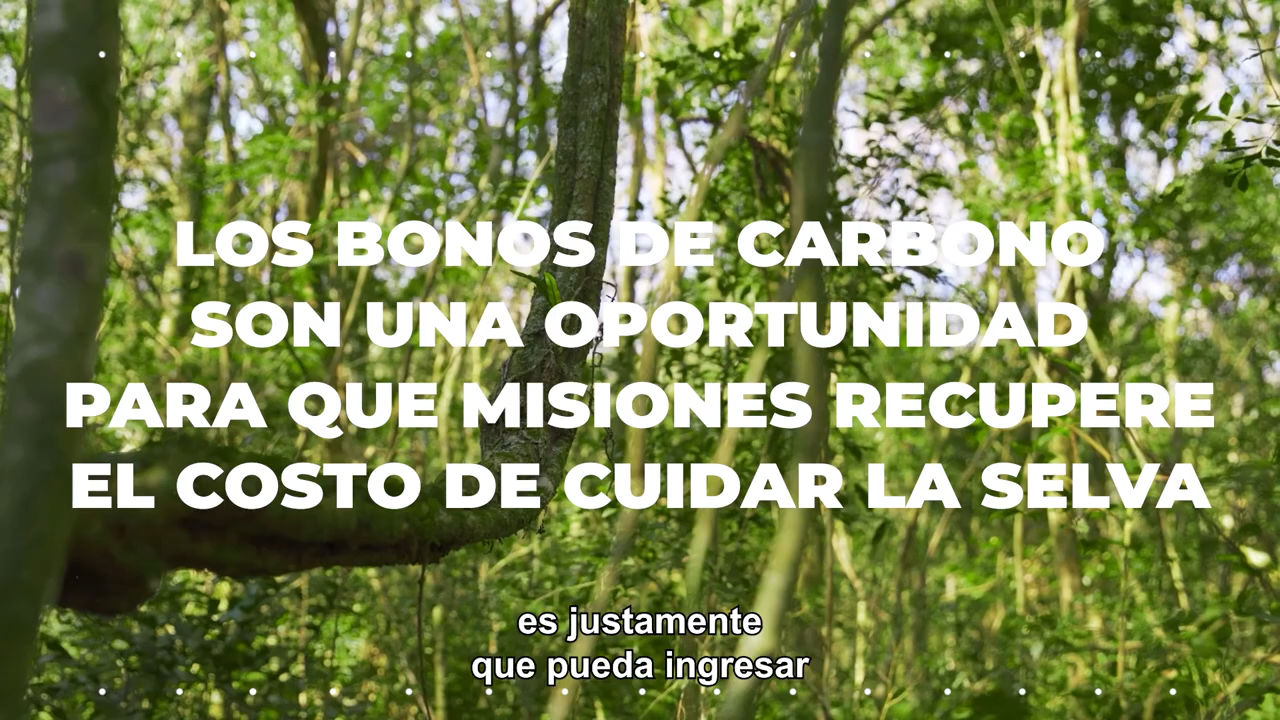 LOS BONOS DE CARBONO
SON UNA OPORTUNIDAD
PARA QUE MISIONES RECUPERE
EL COSTO DE CUIDAR LA SELVA
es justamente
que pueda ingresar